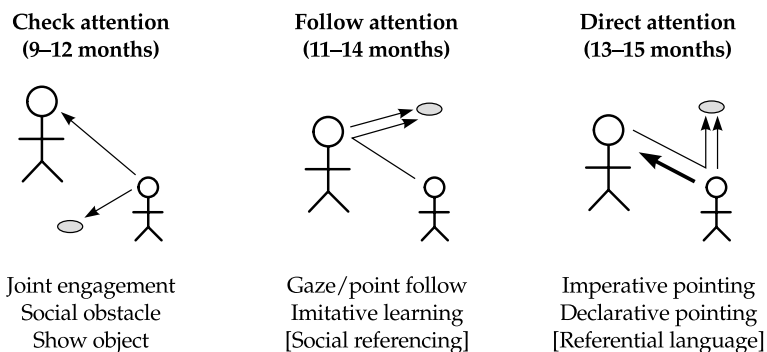 Check attention
(9–12 months)
Follow attention
(11–14 months)
Direct attention
(13–15 months)
Joint engagement
Social obstacle
Show object
Gaze/point follow
Imitative learning
[Social referencing]
Imperative pointing
Declarative pointing
[Referential language]